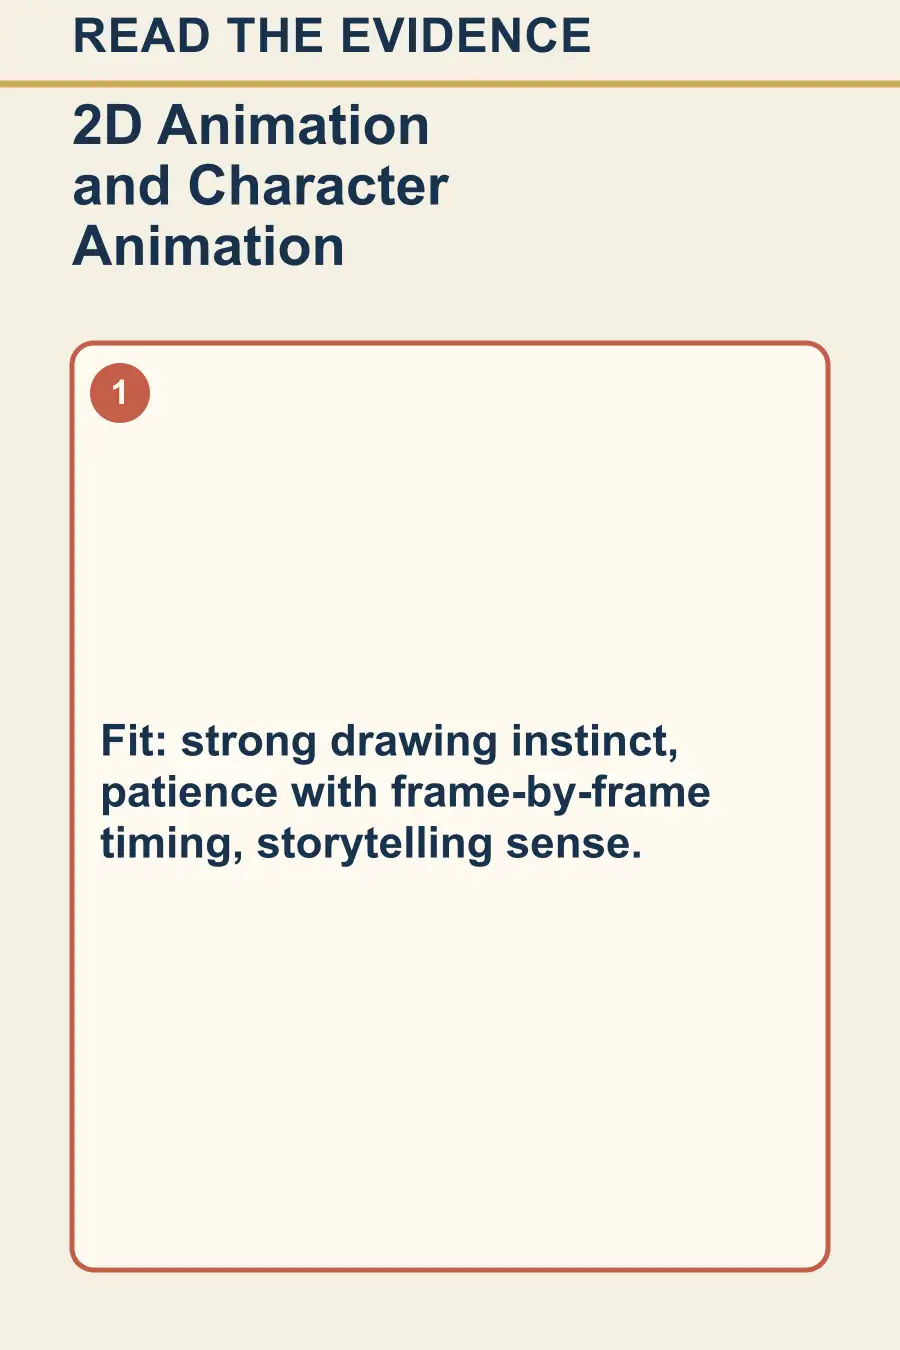 READ THE EVIDENCE
2D Animation
and Character
Animation
1
Fit: strong drawing instinct,
patience with frame-by-frame
timing, storytelling sense.